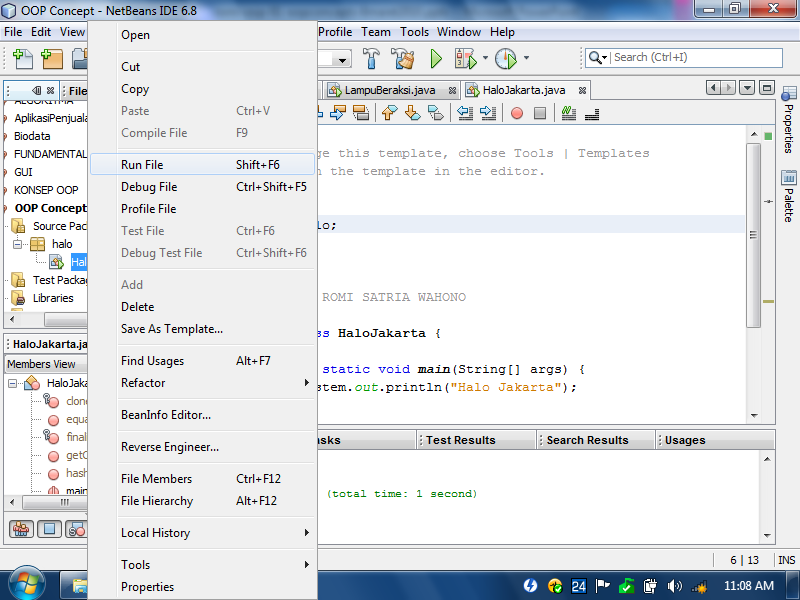 OOP Concept - NetBeans IDE 6.8
File Edit View Profile Team Tools Window Help
Search (Ctrl+I)
File
LampuBeraksi.java
HaloJakarta.java
ALGORITMA
AplikasiPenjuala
Biodata
FUNDAMENTAL
GUI
KONSEP OOP
OOP Concept
Source Pac
halo
Hal
Test Packag
Libraries
Open
Cut
Copy
Paste Ctrl+V
Compile File F9
Run File Shift+F6
Debug File Ctrl+Shift+F5
Profile File
Test File Ctrl+F6
Debug Test File Ctrl+Shift+F6
Add
Delete
Save As Template...
Find Usages Alt+F7
Refactor
BeanInfo Editor...
Reverse Engineer...
File Members Ctrl+F12
File Hierarchy Alt+F12
Local History
Tools
Properties
ge this template, choose Tools | Templates
n the template in the editor.
lo;
ROMI SATRIA WAHONO
ss HaloJakarta {
static void main(String[] args) {
stem.out.println("Halo Jakarta");
Properties
Palette
HaloJakarta.ja
Members View
HaloJaka
clone
equa
final
getC
hash
main
asks
Test Results
Search Results
Usages
(total time: 1 second)
6 | 13 INS
24
11:08 AM